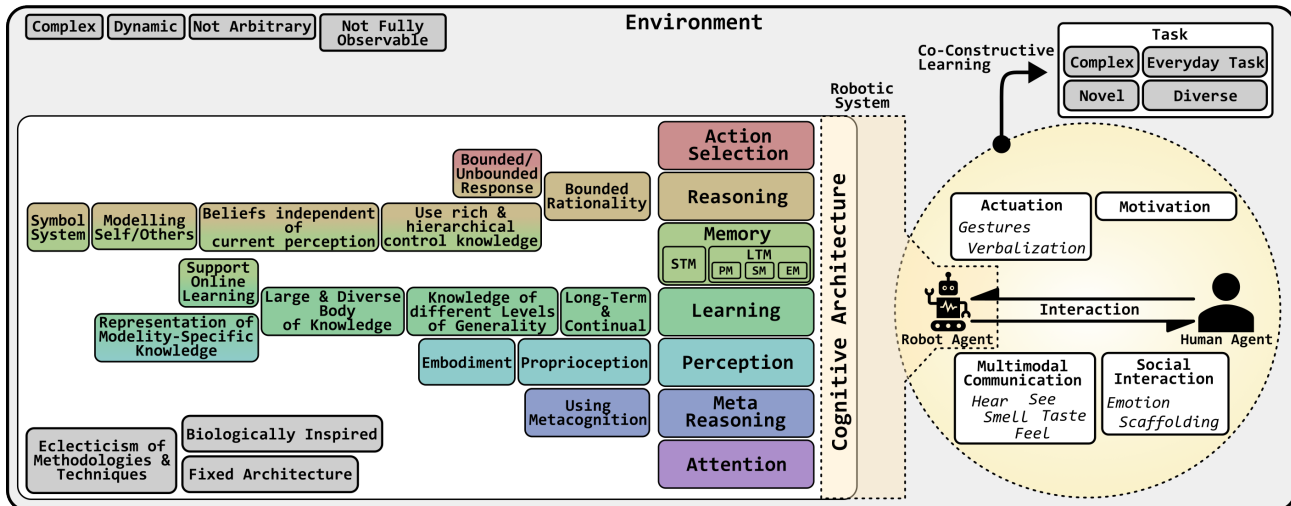 Environment
Complex
Dynamic
Not Arbitrary
Not Fully
Observable
Co-Constructive
Learning
Task
Complex
Everyday Task
Novel
Diverse
Robotic
System
Cognitive Architecture
Action
Selection
Bounded/
Unbounded
Response
Bounded
Rationality
Reasoning
Symbol
System
Modelling
Self/Others
Beliefs independent
of
current perception
Use rich &
hierarchical
control knowledge
Memory
STM
LTM
PM
SM
EM
Support
Online
Learning
Large & Diverse
Body
of Knowledge
Knowledge of
different Levels
of Generality
Long-Term
&
Continual
Learning
Representation of
Modelity-Specific
Knowledge
Embodiment
Proprioception
Perception
Using
Metacognition
Meta
Reasoning
Attention
Eclecticism of
Methodologies &
Techniques
Biologically Inspired
Fixed Architecture
Actuation
Gestures
Verbalization
Motivation
Interaction
Robot Agent
Human Agent
Multimodal
Communication
Hear
See
Smell
Taste
Feel
Social
Interaction
Emotion
Scaffolding